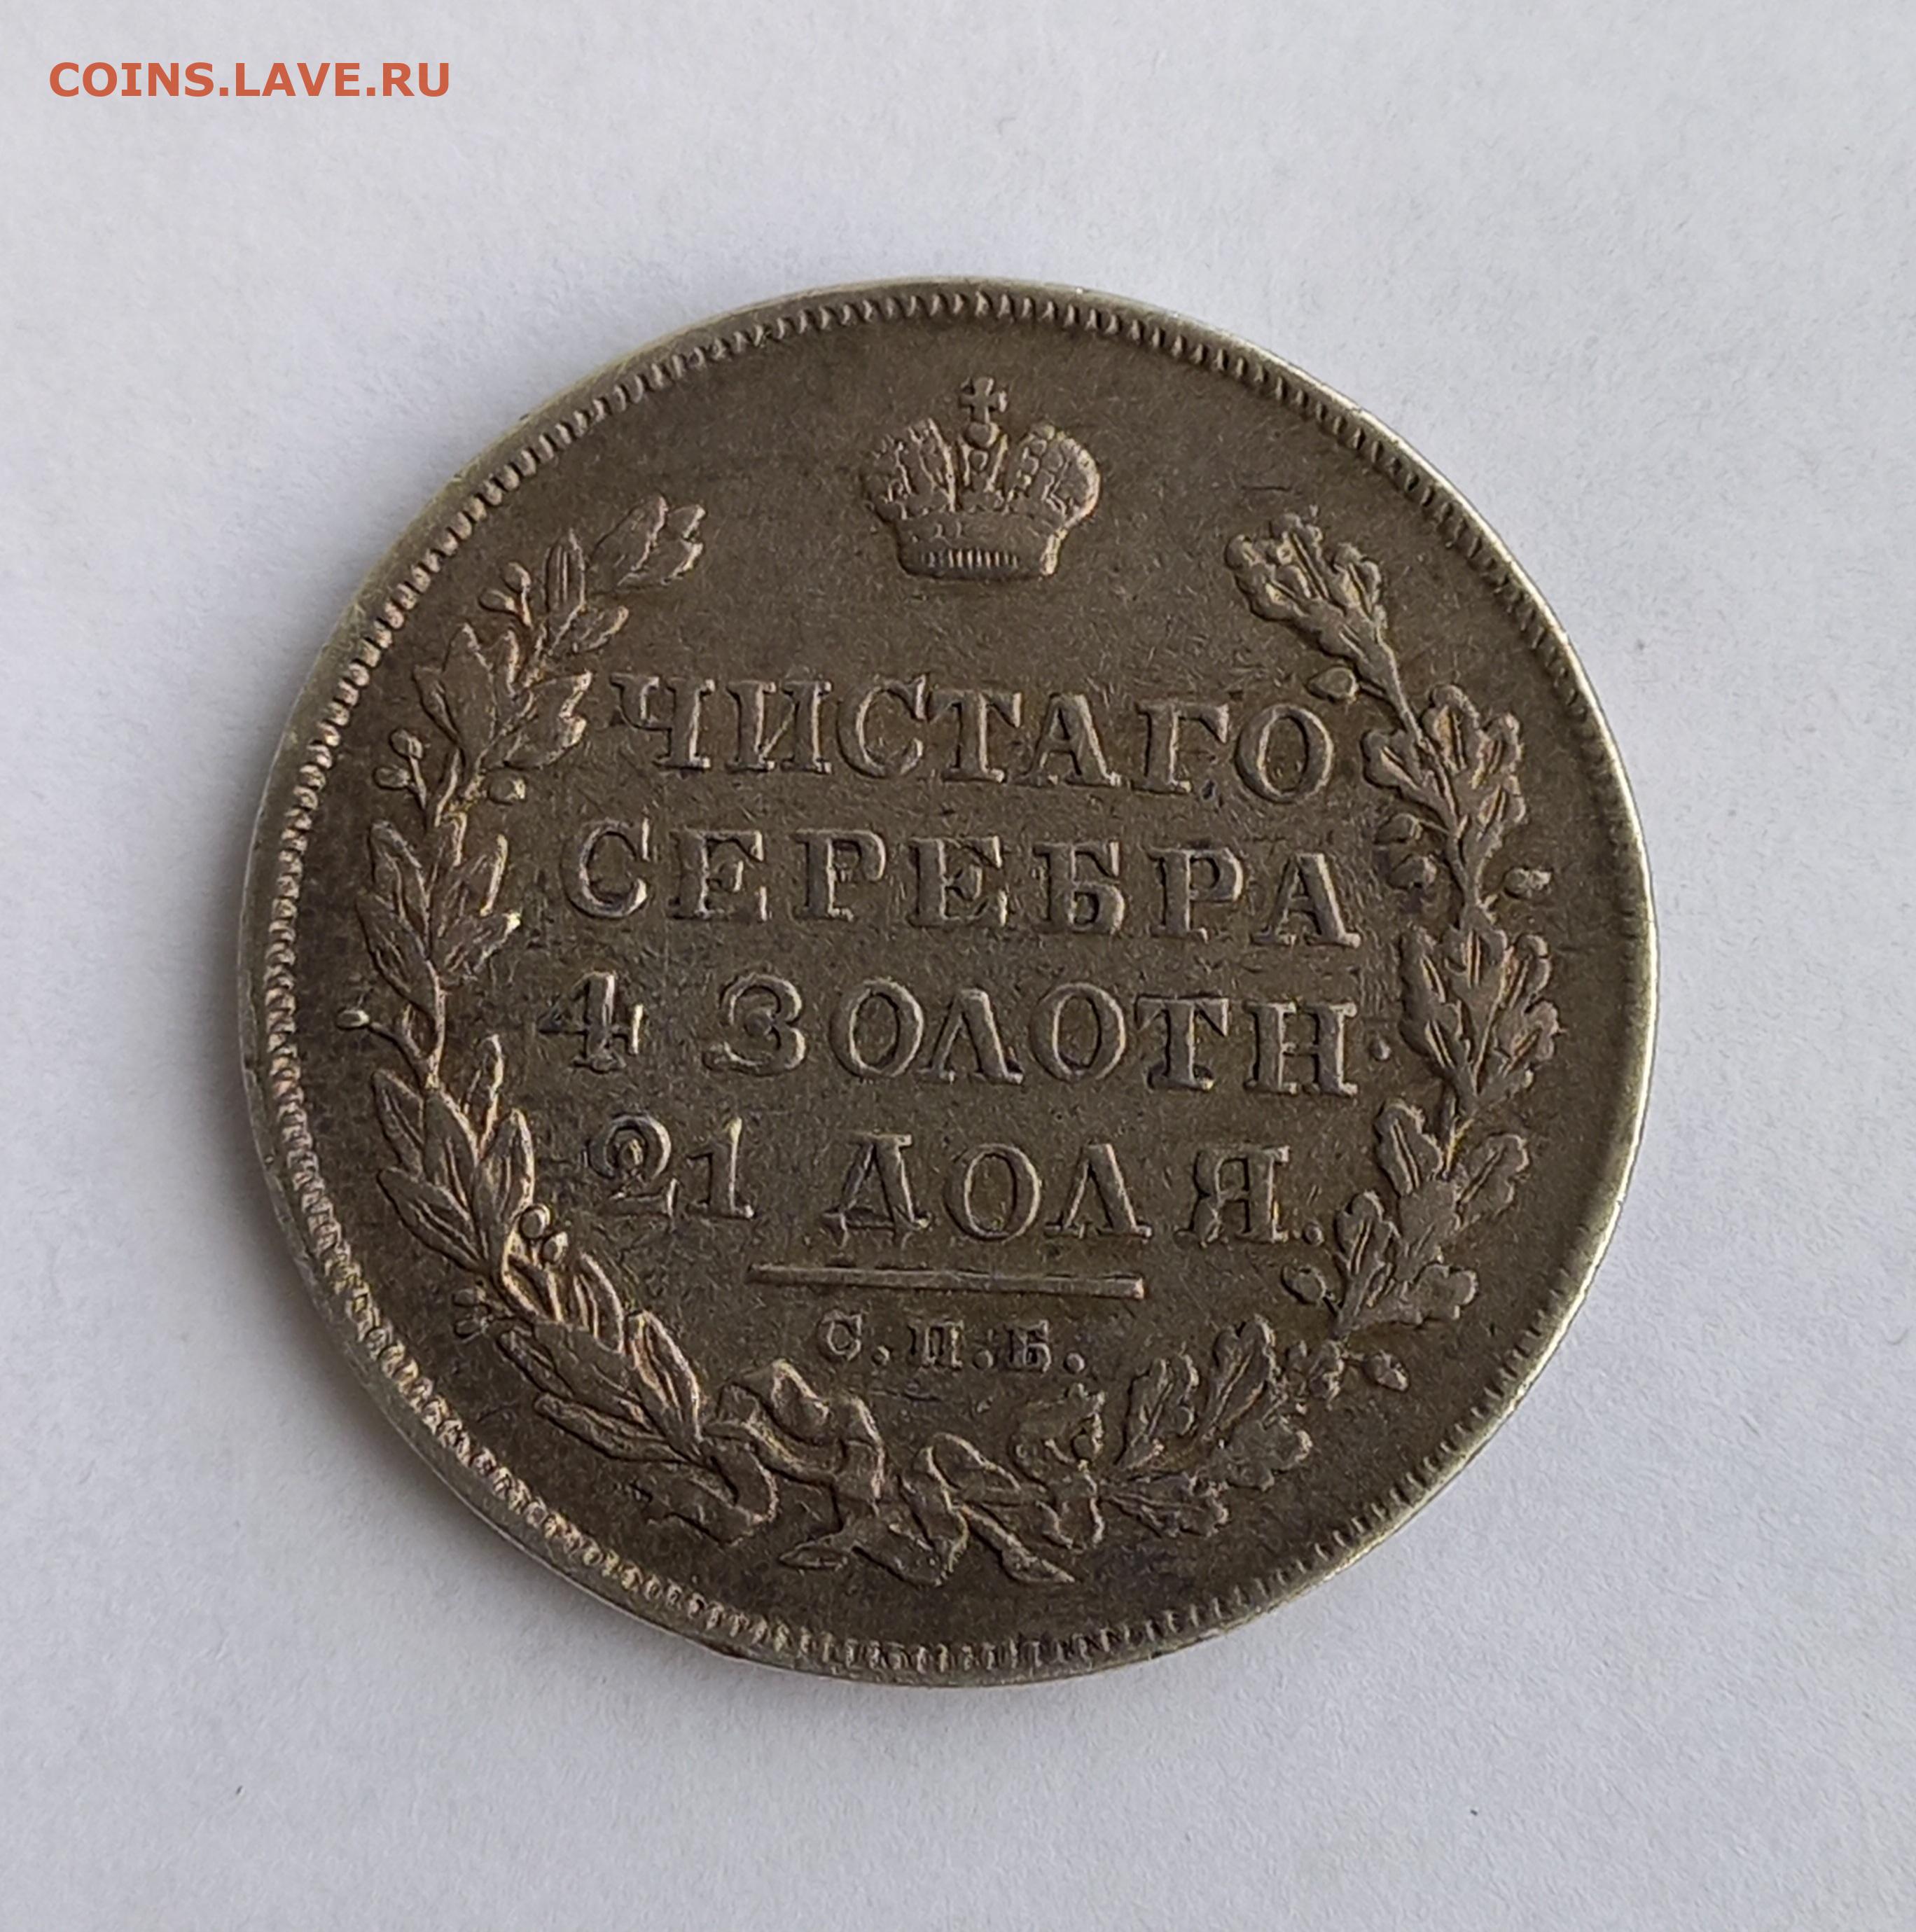 COINS.LAVE.RU
ЧИСТАГО
СЕРЕБРА
4 ЗОЛОТН.
21 ДОЛЯ.
С.П.Б.